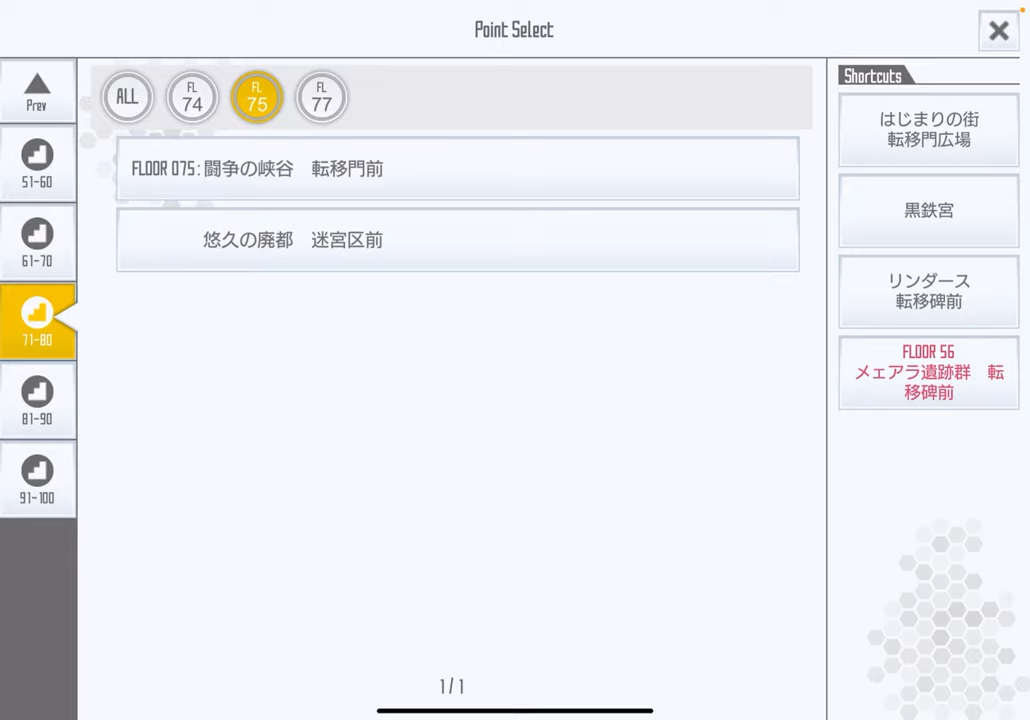 Point Select
Prev
51-60
61-70
71-80
81-90
91-100
ALL
FL
74
FL
75
FL
77
FLOOR 075:闘争の峡谷　転移門前
悠久の廃都　迷宮区前
1/1
Shortcuts
はじまりの街
転移門広場
黒鉄宮
リンダース
転移碑前
FLOOR 56
メェアラ遺跡群　転
移碑前